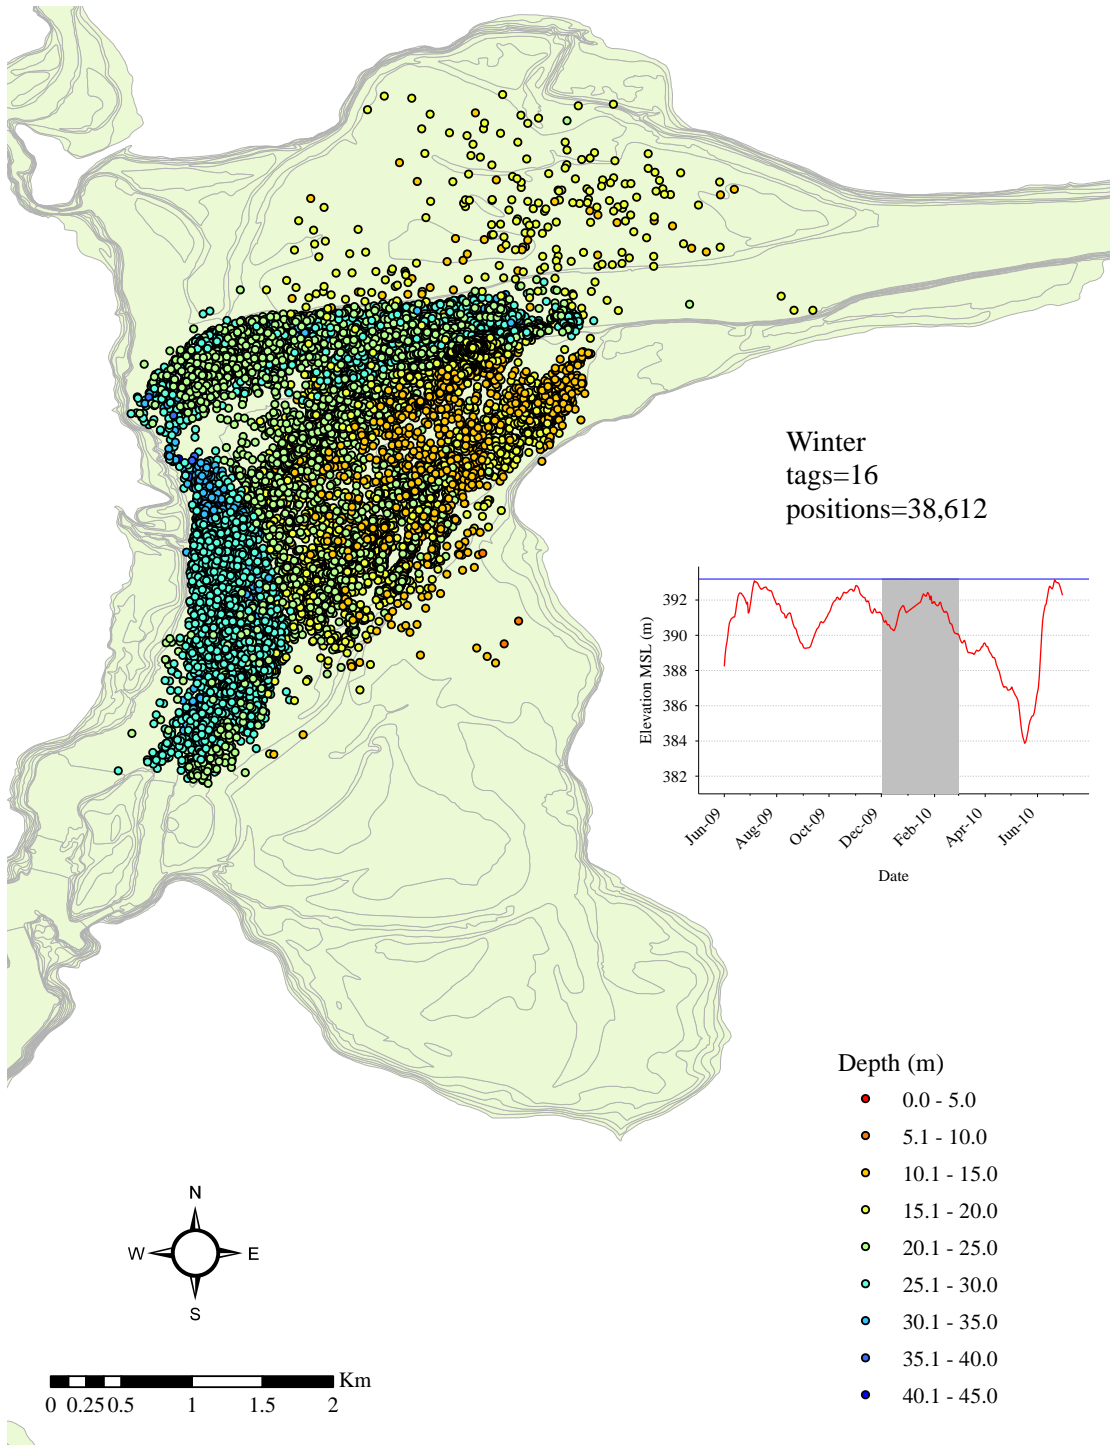 Winter
tags=16
positions=38,612
Elevation MSL (m)
392
390
388
386
384
382
Jun-09
Aug-09
Oct-09
Dec-09
Feb-10
Apr-10
Jun-10
Date
Depth (m)
0.0 - 5.0
5.1 - 10.0
10.1 - 15.0
15.1 - 20.0
20.1 - 25.0
25.1 - 30.0
30.1 - 35.0
35.1 - 40.0
40.1 - 45.0
N
W E
S
Km
0 0.25 0.5 1 1.5 2